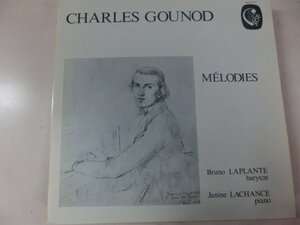 CHARLES GOUNOD
MÉLODIES
Bruno LAPLANTE
baryton
Janine LACHANCE
piano